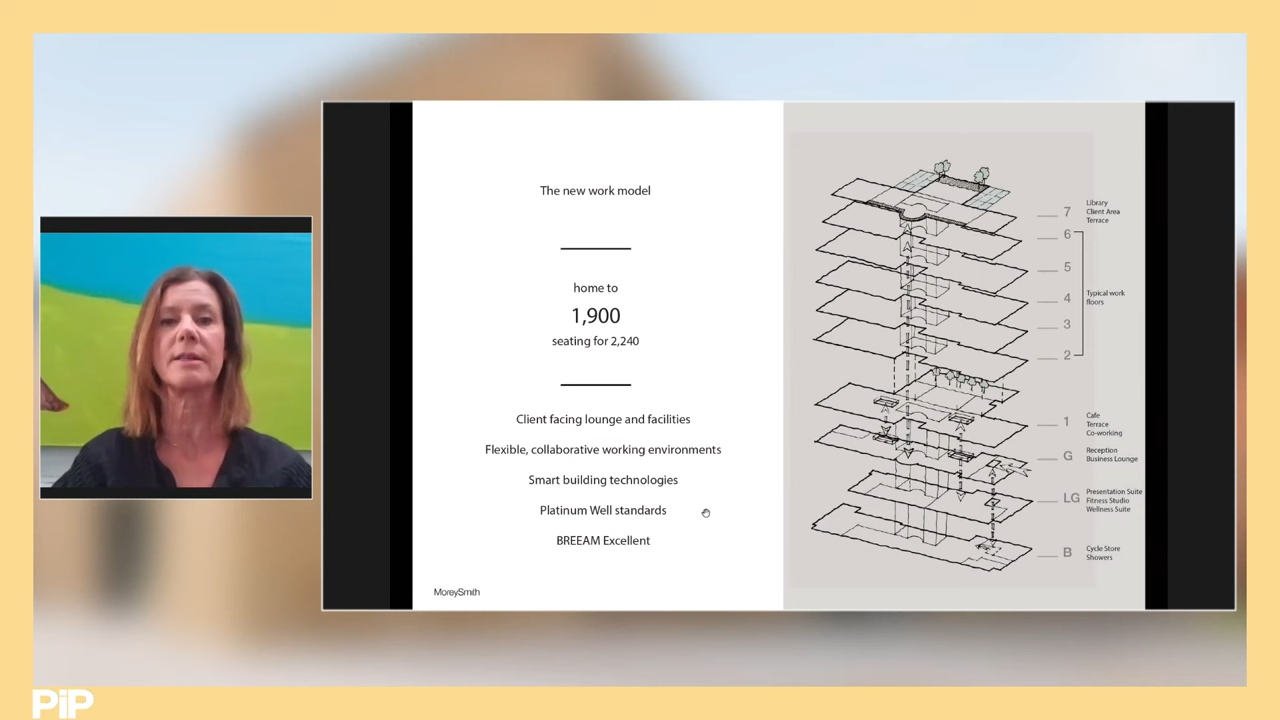 The new work model
home to
1,900
seating for 2,240
Client facing lounge and facilities
Flexible, collaborative working environments
Smart building technologies
Platinum Well standards
BREEAM Excellent
MoreySmith
7
Library
Client Area
Terrace
6
5
4
3
2
Typical work
floors
1
Cafe
Terrace
Co-working
G
Reception
Business Lounge
LG
Presentation Suite
Fitness Studio
Wellness Suite
B
Cycle Store
Showers
PiP